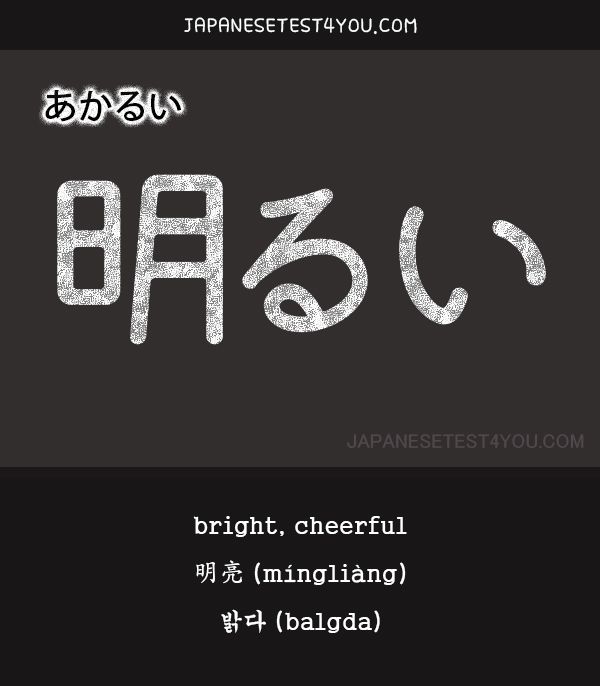 JAPANESETEST4YOU.COM
あかるい
明るい
JAPANESETEST4YOU.COM
bright, cheerful
明亮 (míngliàng)
밝다 (balgda)